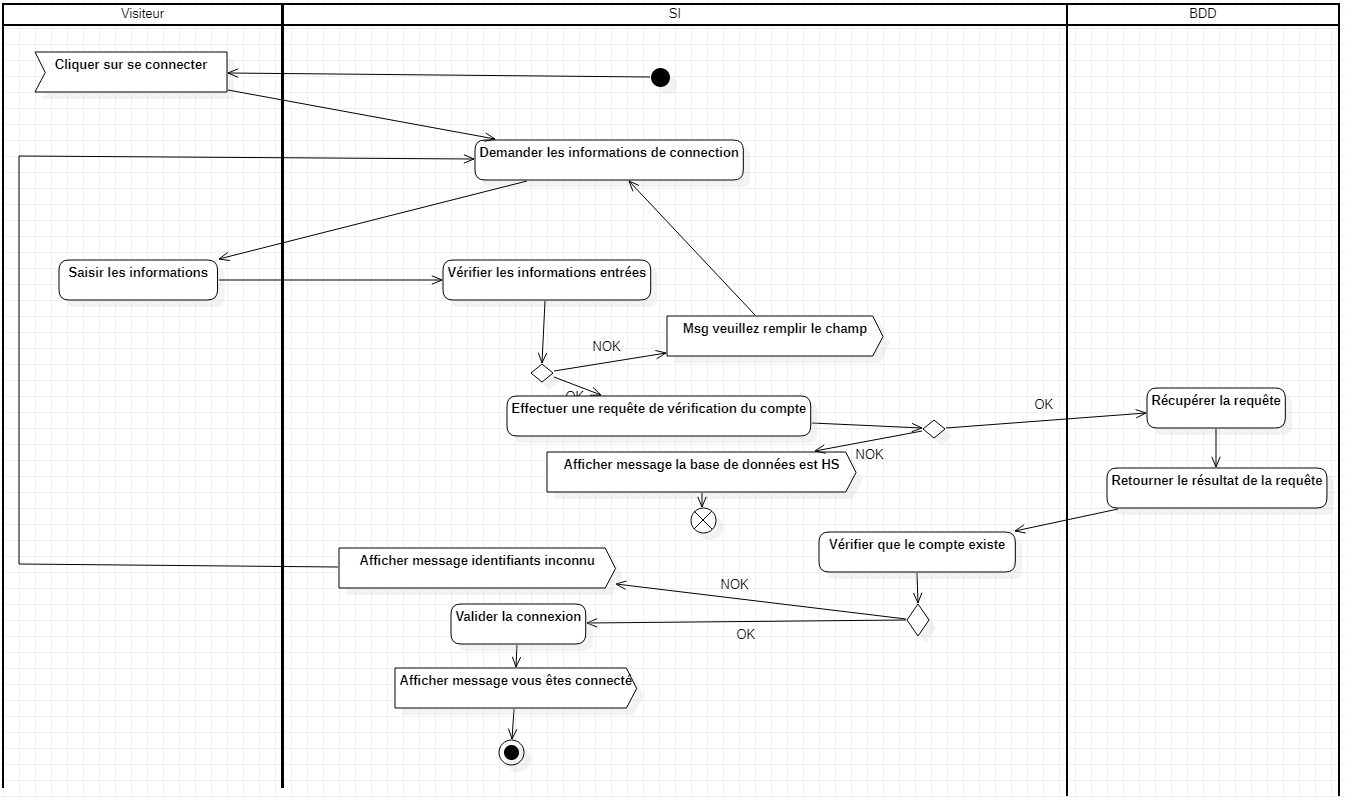 Visiteur
SI
BDD
Cliquer sur se connecter
Demander les informations de connection
Saisir les informations
Vérifier les informations entrées
Msg veuillez remplir le champ
NOK
OK
Effectuer une requête de vérification du compte
OK
Récupérer la requête
NOK
Afficher message la base de données est HS
Retourner le résultat de la requête
Vérifier que le compte existe
Afficher message identifiants inconnu
NOK
Valider la connexion
OK
Afficher message vous êtes connecté